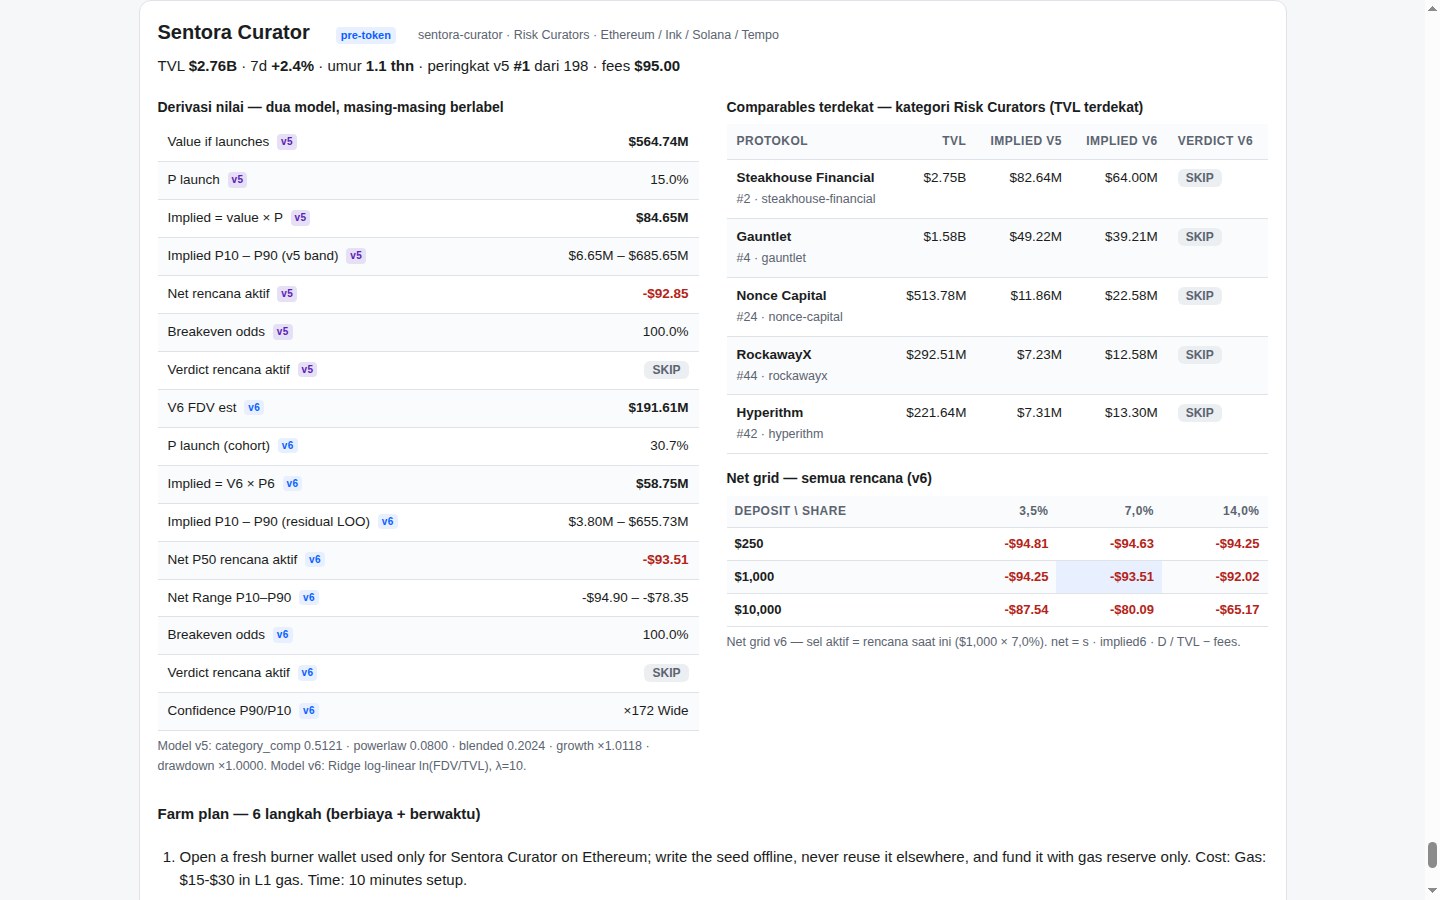 Sentora Curator pre-token sentora-curator · Risk Curators · Ethereum / Ink / Solana / Tempo
TVL $2.76B · 7d +2.4% · umur 1.1 thn · peringkat v5 #1 dari 198 · fees $95.00
Derivasi nilai — dua model, masing-masing berlabel
Value if launches v5 $564.74M
P launch v5 15.0%
Implied = value × P v5 $84.65M
Implied P10 – P90 (v5 band) v5 $6.65M – $685.65M
Net rencana aktif v5 -$92.85
Breakeven odds v5 100.0%
Verdict rencana aktif v5 SKIP
V6 FDV est v6 $191.61M
P launch (cohort) v6 30.7%
Implied = V6 × P6 v6 $58.75M
Implied P10 – P90 (residual LOO) v6 $3.80M – $655.73M
Net P50 rencana aktif v6 -$93.51
Net Range P10–P90 v6 -$94.90 – -$78.35
Breakeven odds v6 100.0%
Verdict rencana aktif v6 SKIP
Confidence P90/P10 v6 ×172 Wide
Model v5: category_comp 0.5121 · powerlaw 0.0800 · blended 0.2024 · growth ×1.0118 ·
drawdown ×1.0000. Model v6: Ridge log-linear ln(FDV/TVL), λ=10.
Comparables terdekat — kategori Risk Curators (TVL terdekat)
PROTOKOL TVL IMPLIED V5 IMPLIED V6 VERDICT V6
Steakhouse Financial $2.75B $82.64M $64.00M SKIP
#2 · steakhouse-financial
Gauntlet $1.58B $49.22M $39.21M SKIP
#4 · gauntlet
Nonce Capital $513.78M $11.86M $22.58M SKIP
#24 · nonce-capital
RockawayX $292.51M $7.23M $12.58M SKIP
#44 · rockawayx
Hyperithm $221.64M $7.31M $13.30M SKIP
#42 · hyperithm
Net grid — semua rencana (v6)
DEPOSIT \ SHARE 3,5% 7,0% 14,0%
$250 -$94.81 -$94.63 -$94.25
$1,000 -$94.25 -$93.51 -$92.02
$10,000 -$87.54 -$80.09 -$65.17
Net grid v6 — sel aktif = rencana saat ini ($1,000 × 7,0%). net = s · implied6 · D / TVL − fees.
Farm plan — 6 langkah (berbiaya + berwaktu)
1. Open a fresh burner wallet used only for Sentora Curator on Ethereum; write the seed offline, never reuse it elsewhere, and fund it with gas reserve only. Cost: Gas:
$15-$30 in L1 gas. Time: 10 minutes setup.